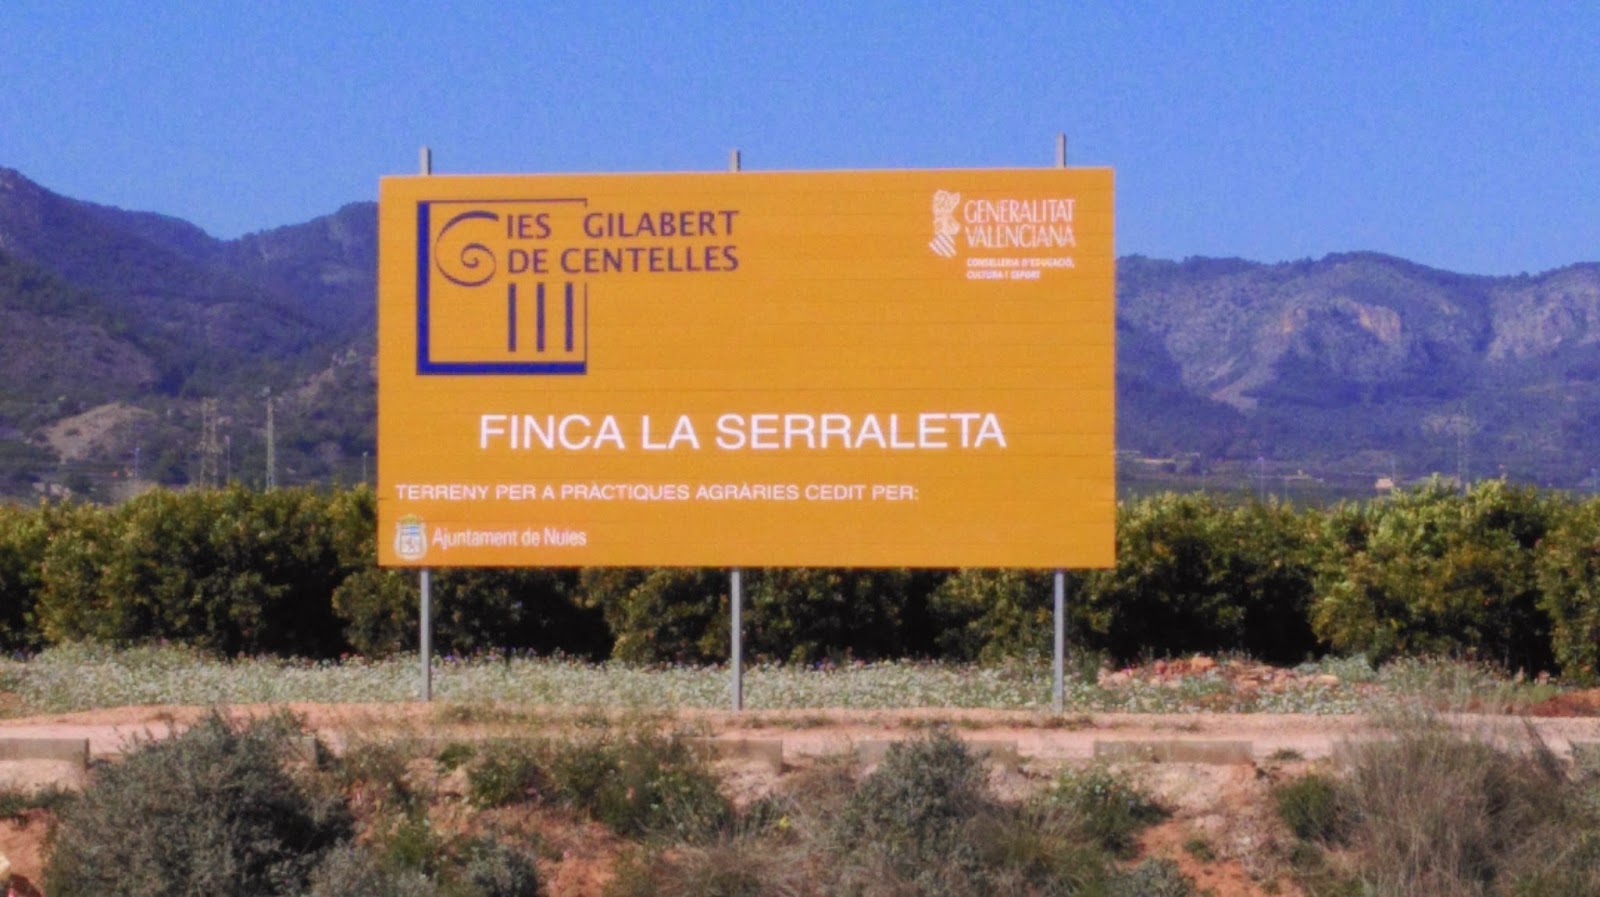 IES GILABERT
DE CENTELLES
GENERALITAT
VALENCIANA
CONSELLERIA D'EDUCACIÓ,
CULTURA I ESPORT
FINCA LA SERRALETA
TERRENY PER A PRÀCTIQUES AGRÀRIES CEDIT PER:
Ajuntament de Nules